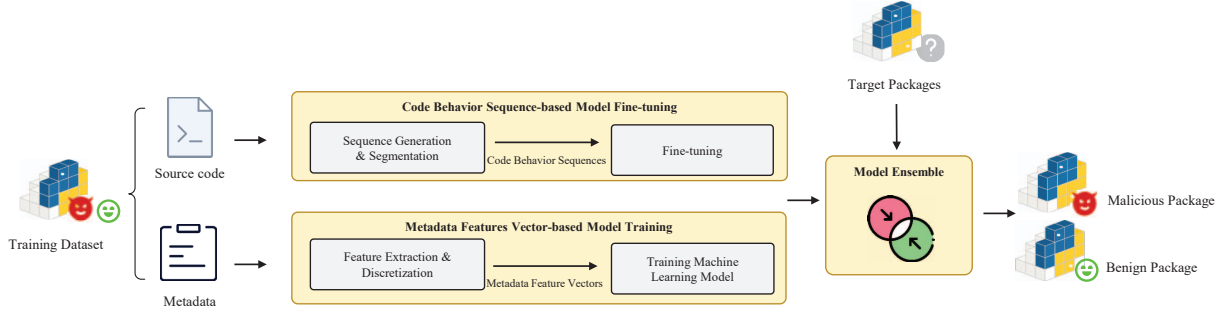 Training Dataset
Source code
Metadata
Code Behavior Sequence-based Model Fine-tuning
Sequence Generation
& Segmentation
Code Behavior Sequences
Fine-tuning
Metadata Features Vector-based Model Training
Feature Extraction &
Discretization
Metadata Feature Vectors
Training Machine
Learning Model
?
Target Packages
Model Ensemble
Malicious Package
Benign Package